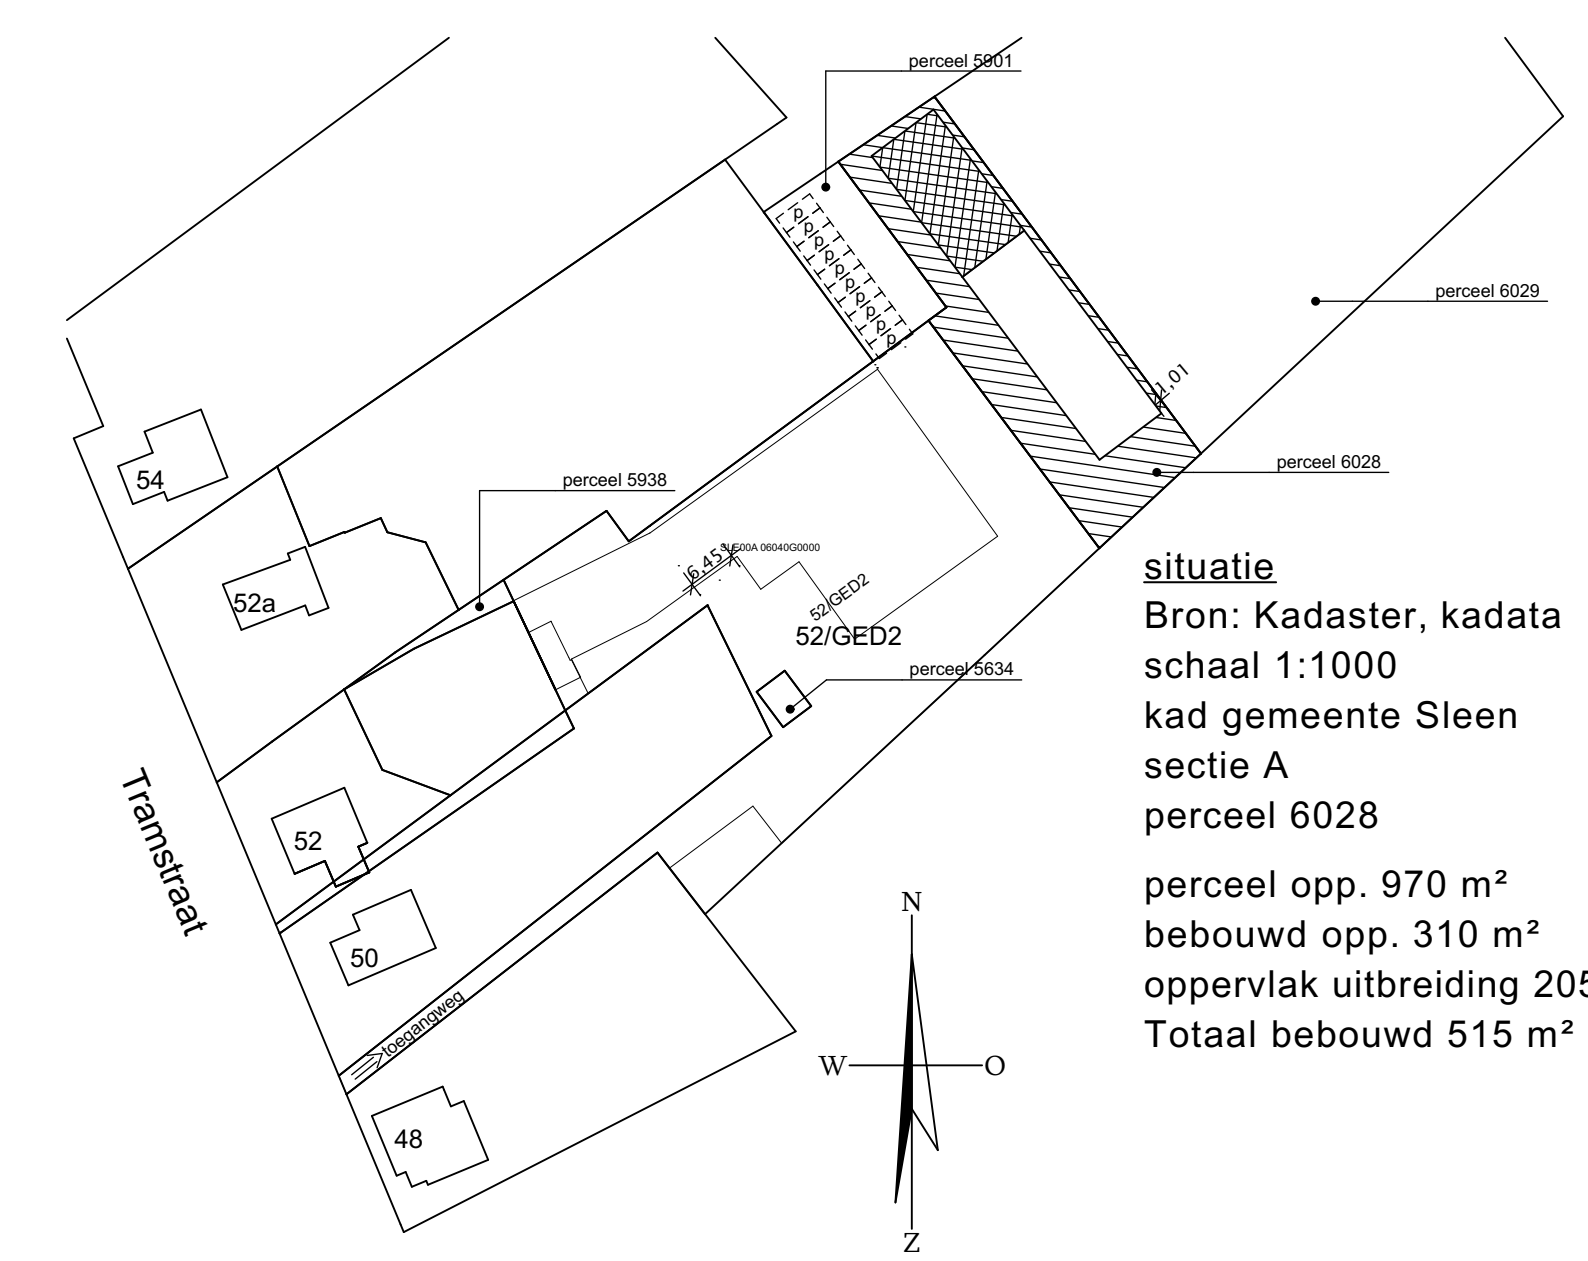 perceel 5901
p
p
p
p
p
p
p
p
p
p
perceel 6029
1,01
perceel 6028
54
perceel 5938
6,45
SLE00A 06040G0000
52a
52/GED2
52/GED2
perceel 5634
situatie
Bron: Kadaster, kadata
schaal 1:1000
kad gemeente Sleen
sectie A
perceel 6028
perceel opp. 970 m²
bebouwd opp. 310 m²
oppervlak uitbreiding 205
Totaal bebouwd 515 m²
Tramstraat
52
50
toegangweg
48
N
W
O
Z